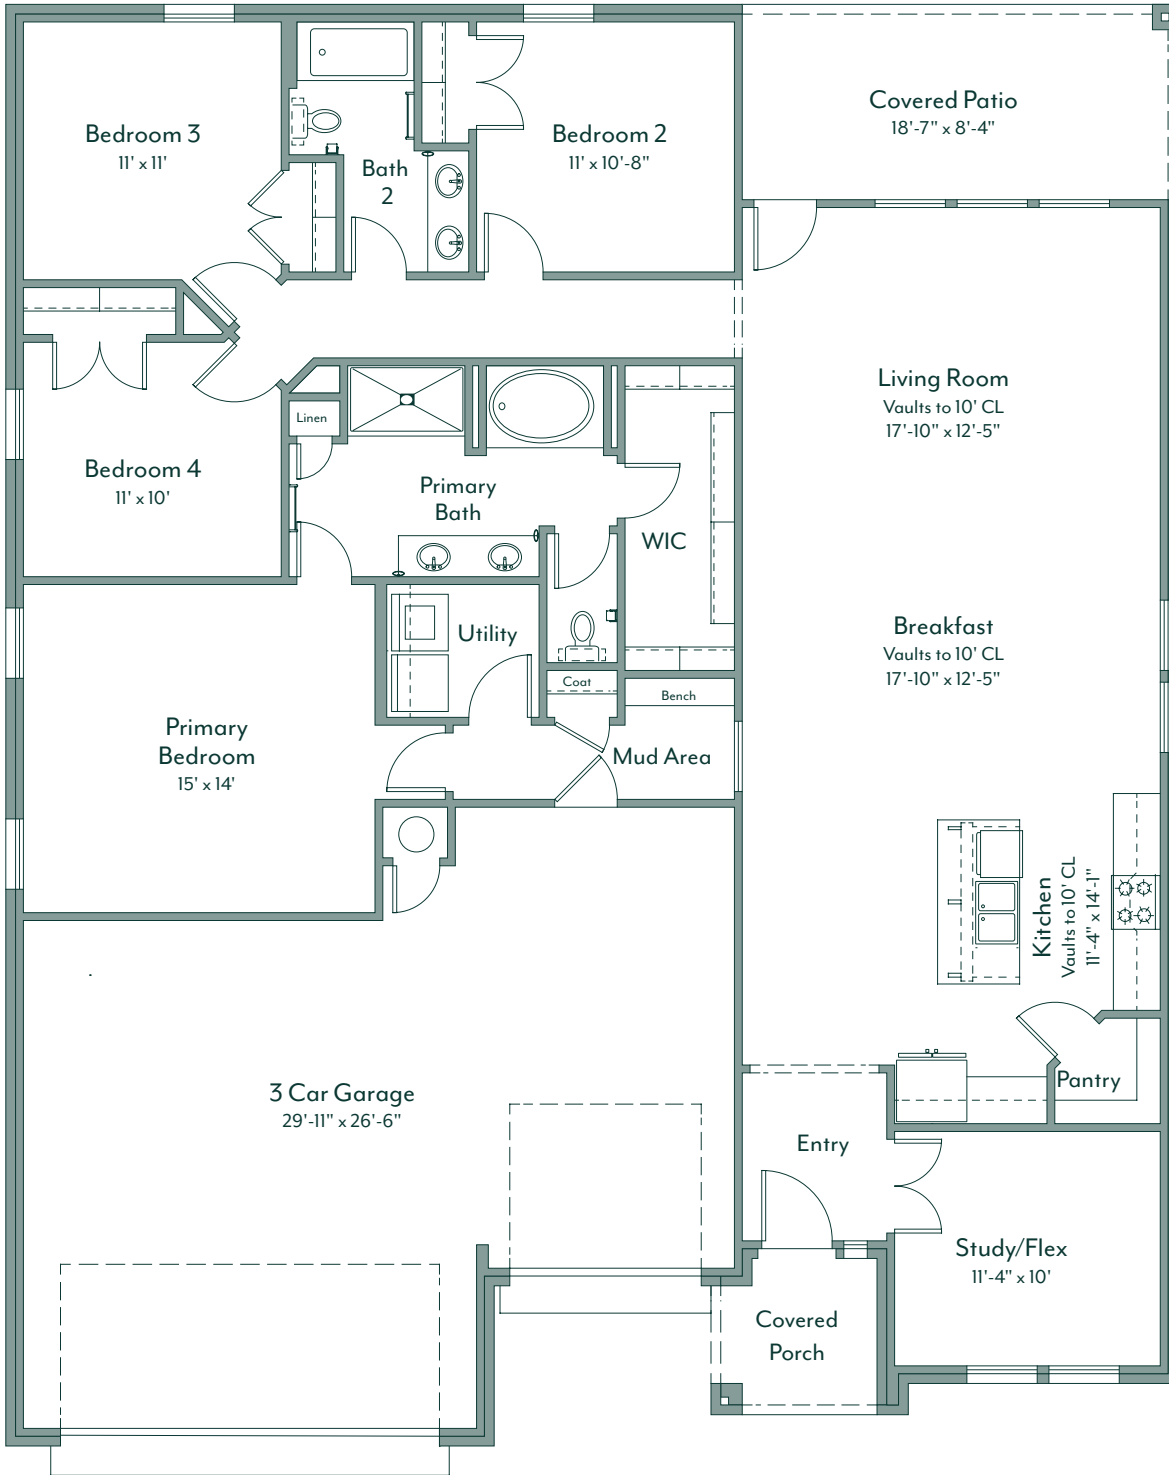 Bedroom 3
11' x 11'
Bath
2
Bedroom 2
11' x 10'-8"
Covered Patio
18'-7" x 8'-4"
Living Room
Vaults to 10' CL
17'-10" x 12'-5"
Linen
Bedroom 4
11' x 10'
Primary
Bath
WIC
Breakfast
Vaults to 10' CL
17'-10" x 12'-5"
Utility
Coat
Bench
Primary
Bedroom
15' x 14'
Mud Area
Kitchen
Vaults to 10' CL
11'-4" x 14'-1"
Pantry
3 Car Garage
29'-11" x 26'-6"
Entry
Study/Flex
11'-4" x 10'
Covered
Porch